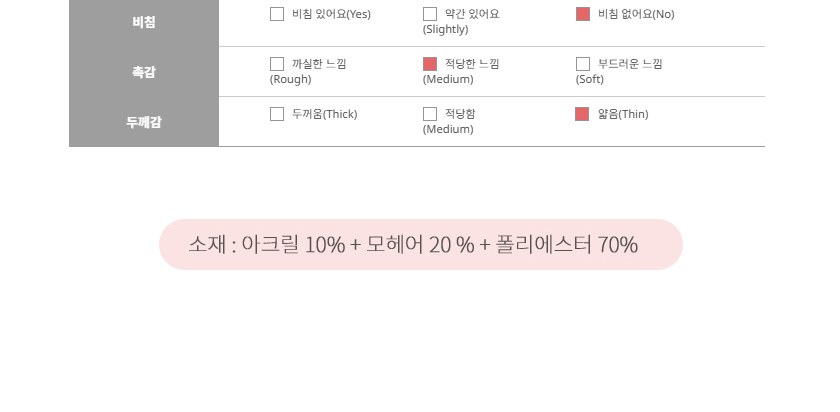 비침
비침 있어요(Yes)
약간 있어요
(Slightly)
비침 없어요(No)
촉감
까실한 느낌
(Rough)
적당한 느낌
(Medium)
부드러운 느낌
(Soft)
두께감
두꺼움(Thick)
적당함
(Medium)
얇음(Thin)
소재 : 아크릴 10% + 모헤어 20 % + 폴리에스터 70%